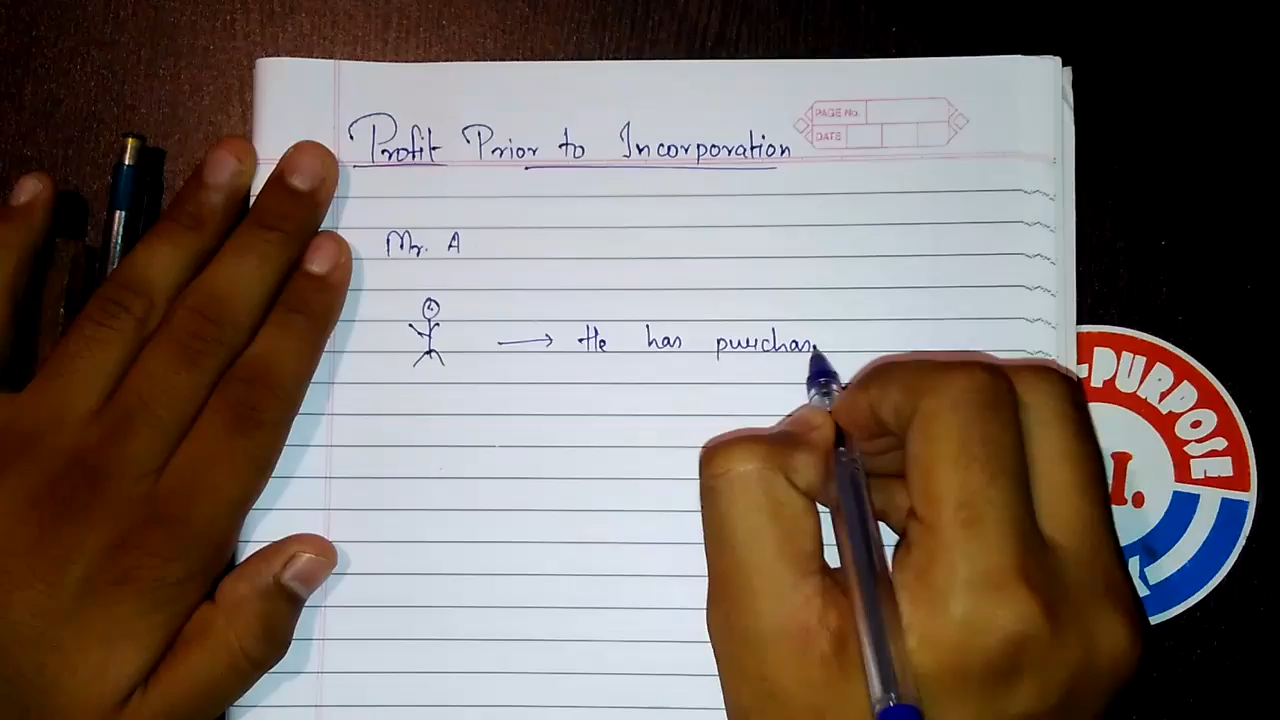 PAGE No.
DATE
Profit Prior to Incorporation
Mr. A
→ He has purchas
-PURPOSE
I.